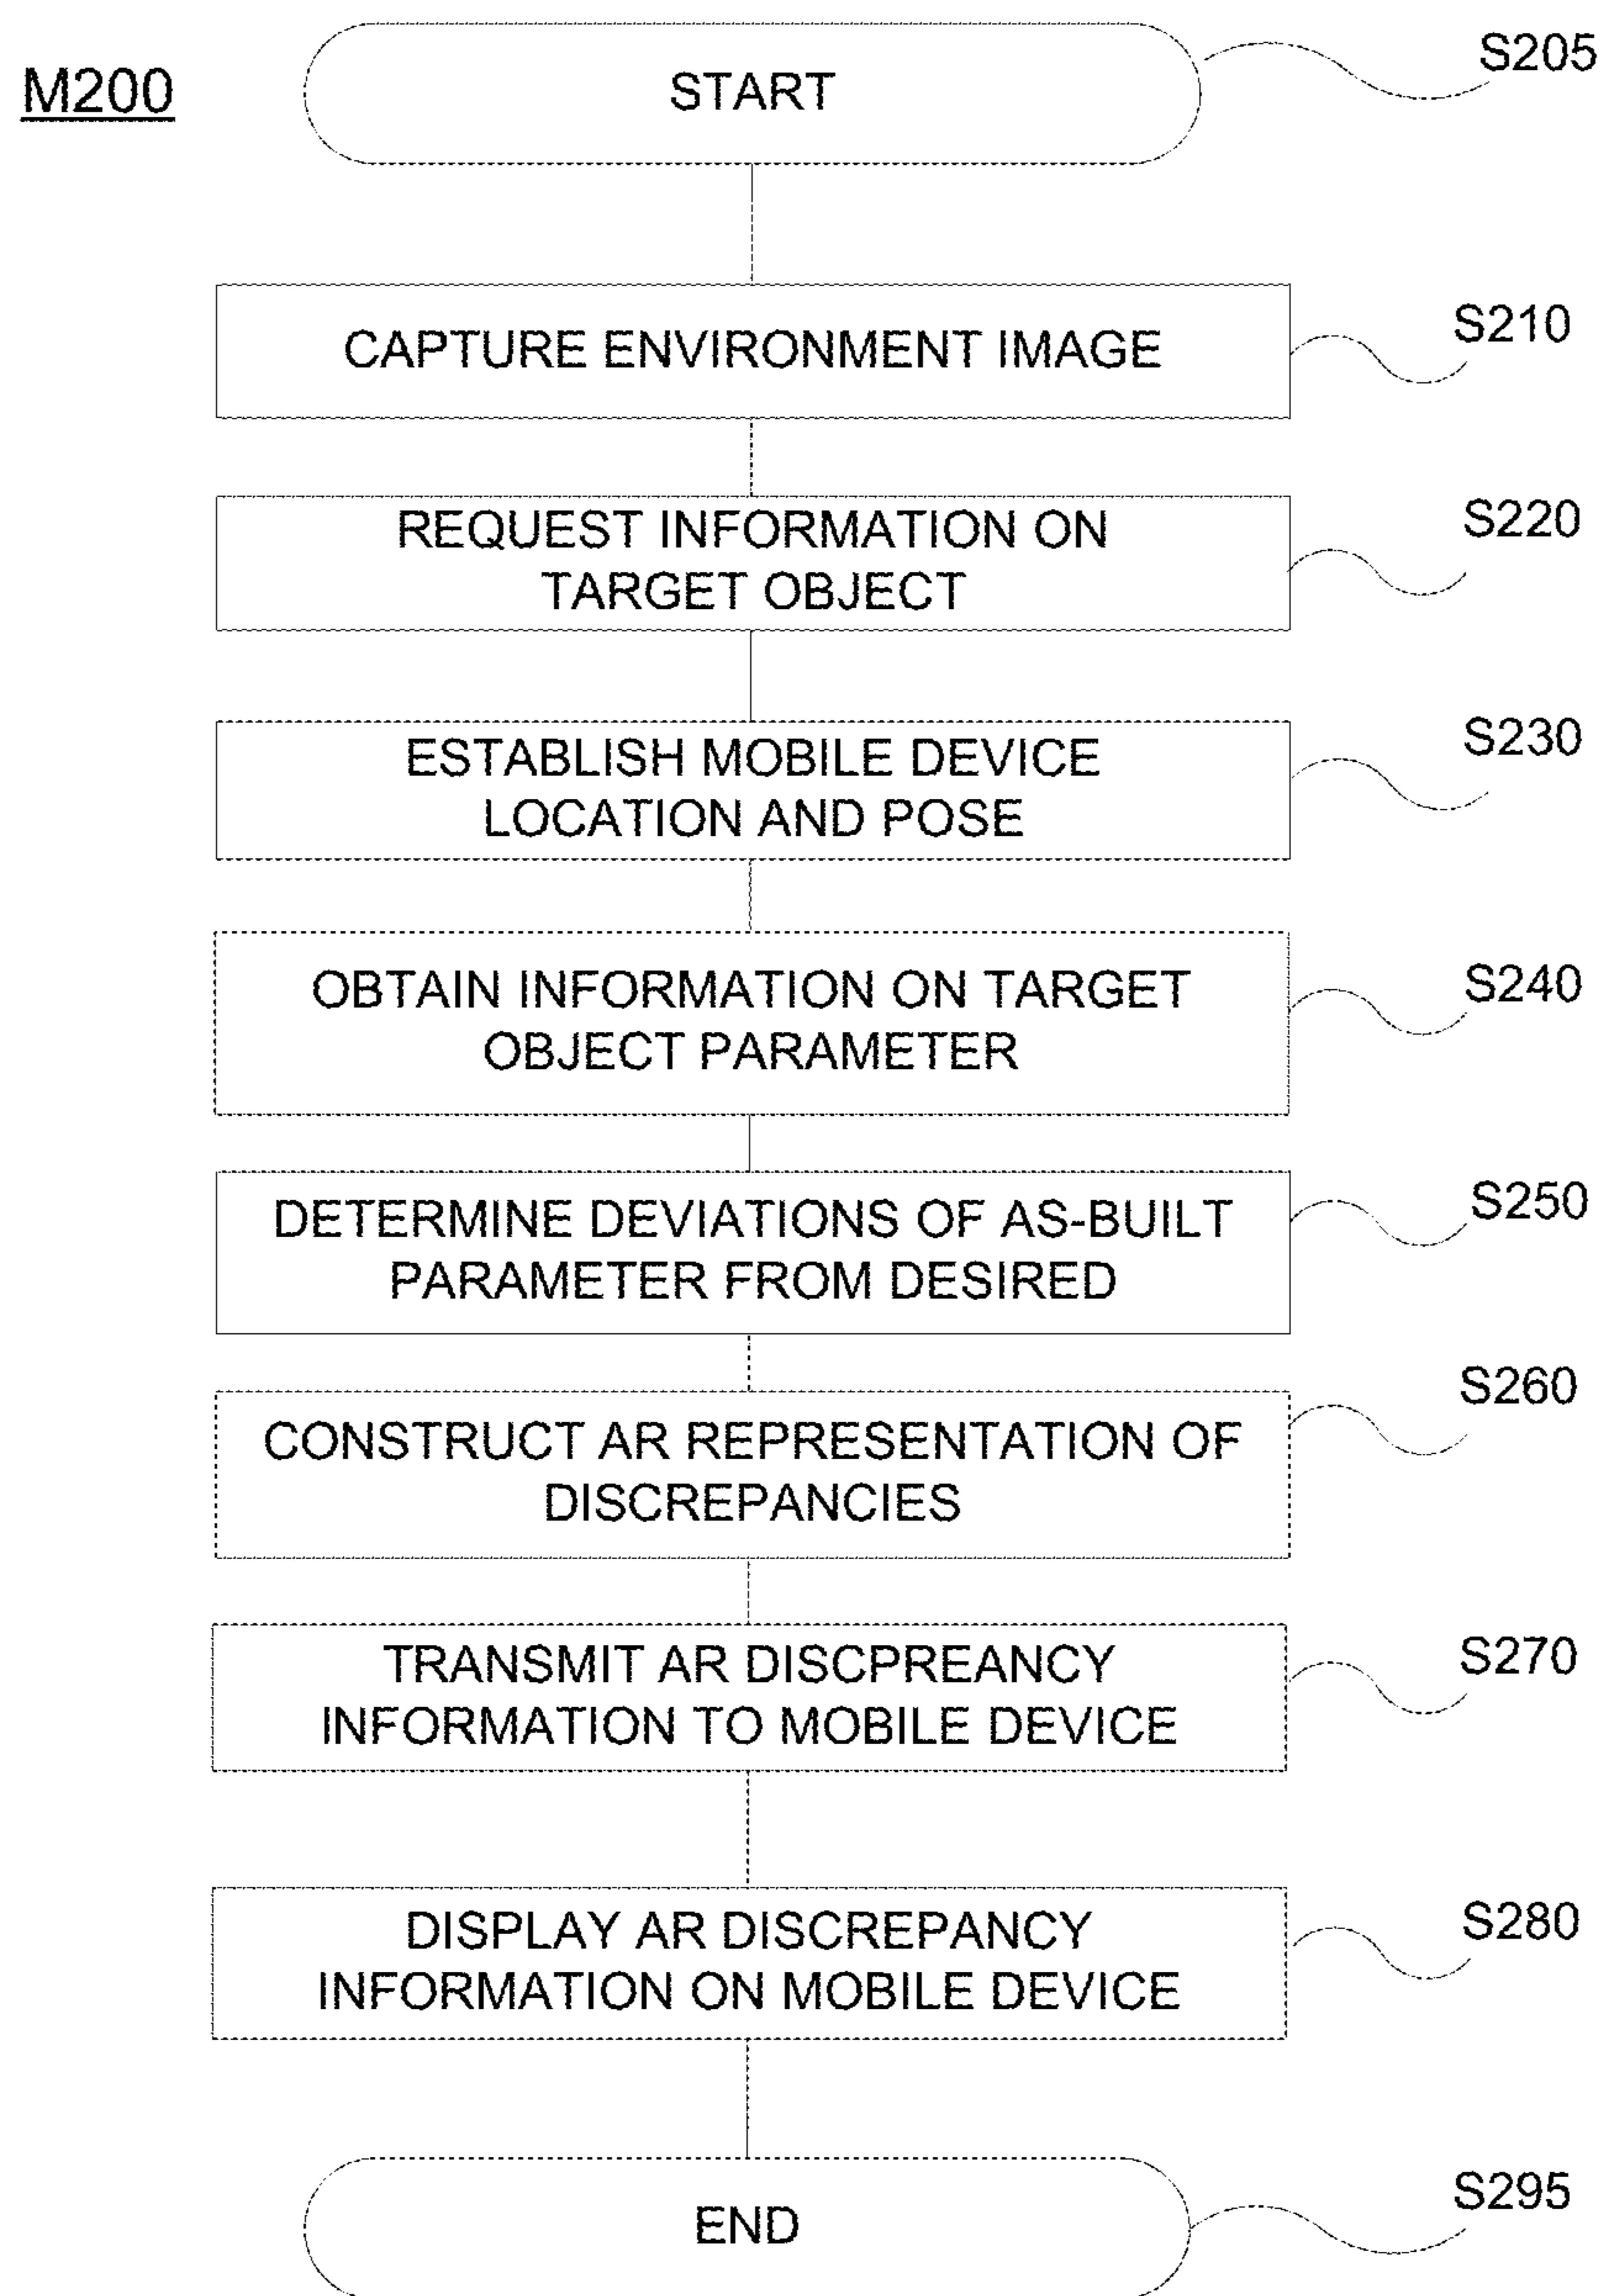 M200
START
S205
CAPTURE ENVIRONMENT IMAGE
S210
REQUEST INFORMATION ON
TARGET OBJECT
S220
ESTABLISH MOBILE DEVICE
LOCATION AND POSE
S230
OBTAIN INFORMATION ON TARGET
OBJECT PARAMETER
S240
DETERMINE DEVIATIONS OF AS-BUILT
PARAMETER FROM DESIRED
S250
CONSTRUCT AR REPRESENTATION OF
DISCREPANCIES
S260
TRANSMIT AR DISCPREANCY
INFORMATION TO MOBILE DEVICE
S270
DISPLAY AR DISCREPANCY
INFORMATION ON MOBILE DEVICE
S280
END
S295